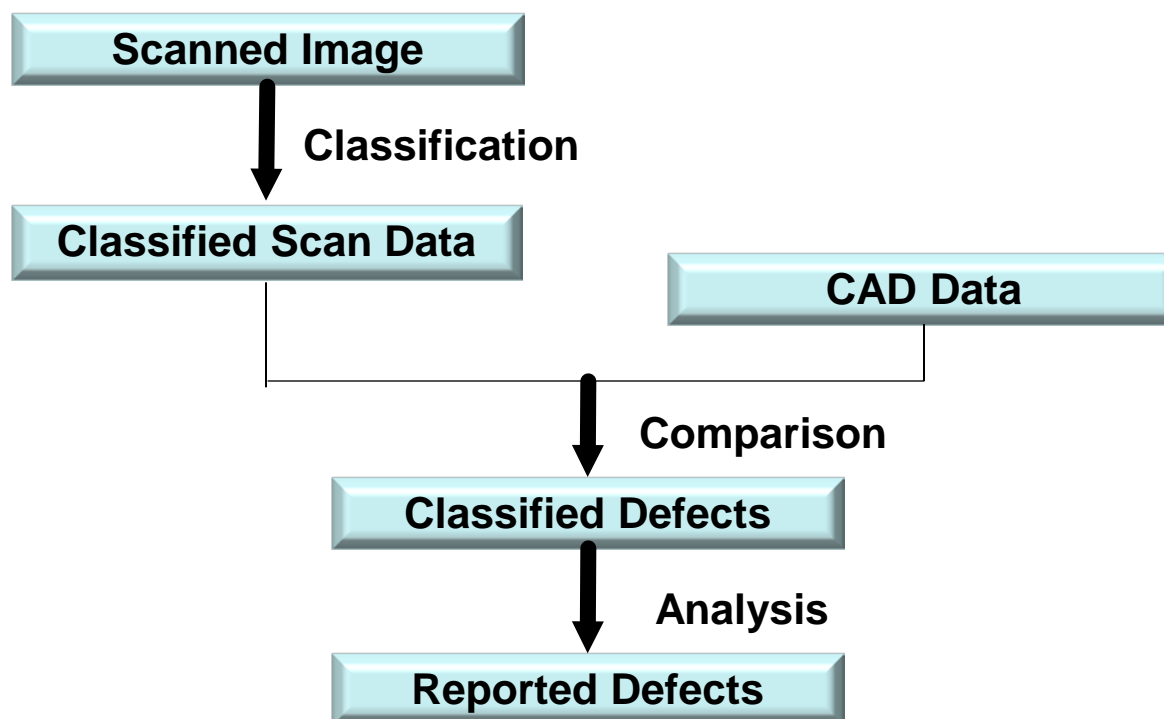 Scanned Image
Classification
Classified Scan Data
CAD Data
Comparison
Classified Defects
Analysis
Reported Defects